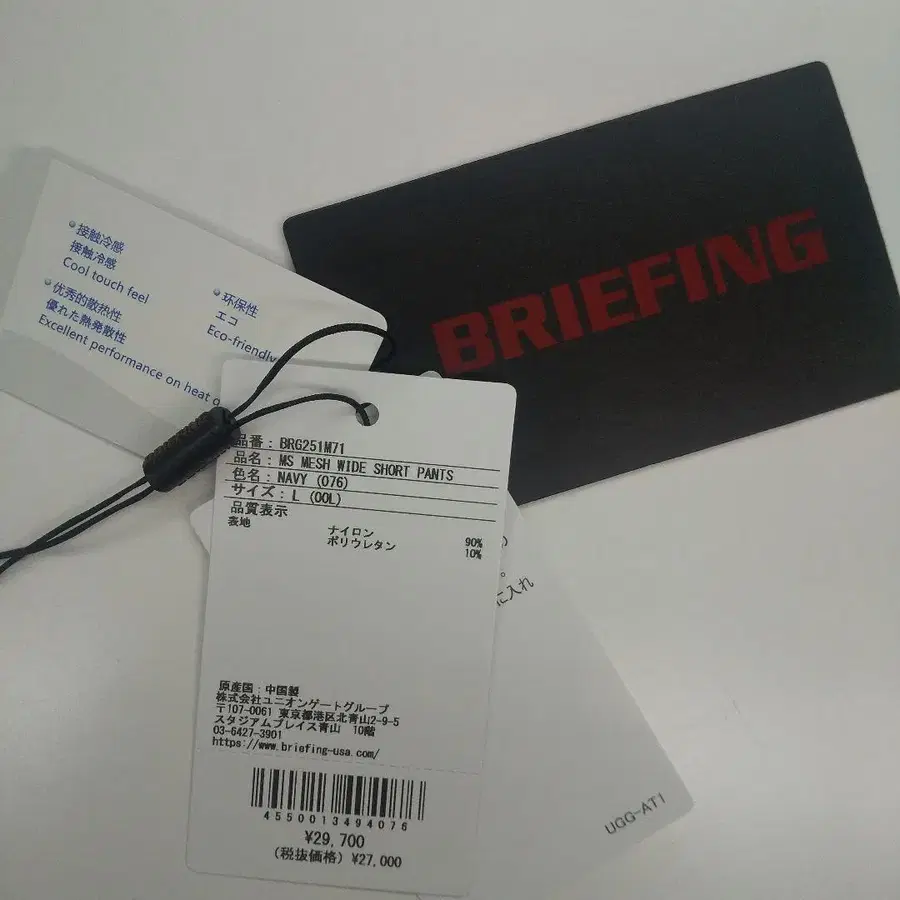 接触冷感
接触冷感
Cool touch feel
优秀的散热性
優れた熱発散性
Excellent performance on heat
环保性
エコ
Eco-friendly
BRIEFING
品番：BRG251M71
品名：MS MESH WIDE SHORT PANTS
色名：NAVY (076)
サイズ：L (00L)
品質表示
表地
ナイロン 90%
ポリウレタン 10%
原産国：中国製
株式会社ユニオンゲートグループ
〒107-0061 東京都港区北青山2-9-5
スタジアムプレイス青山 10階
03-6427-3901
https://www.briefing-usa.com/
4550013494076
¥29,700
(税抜価格) ¥27,000
の
。
に入れ
UGG-AT1